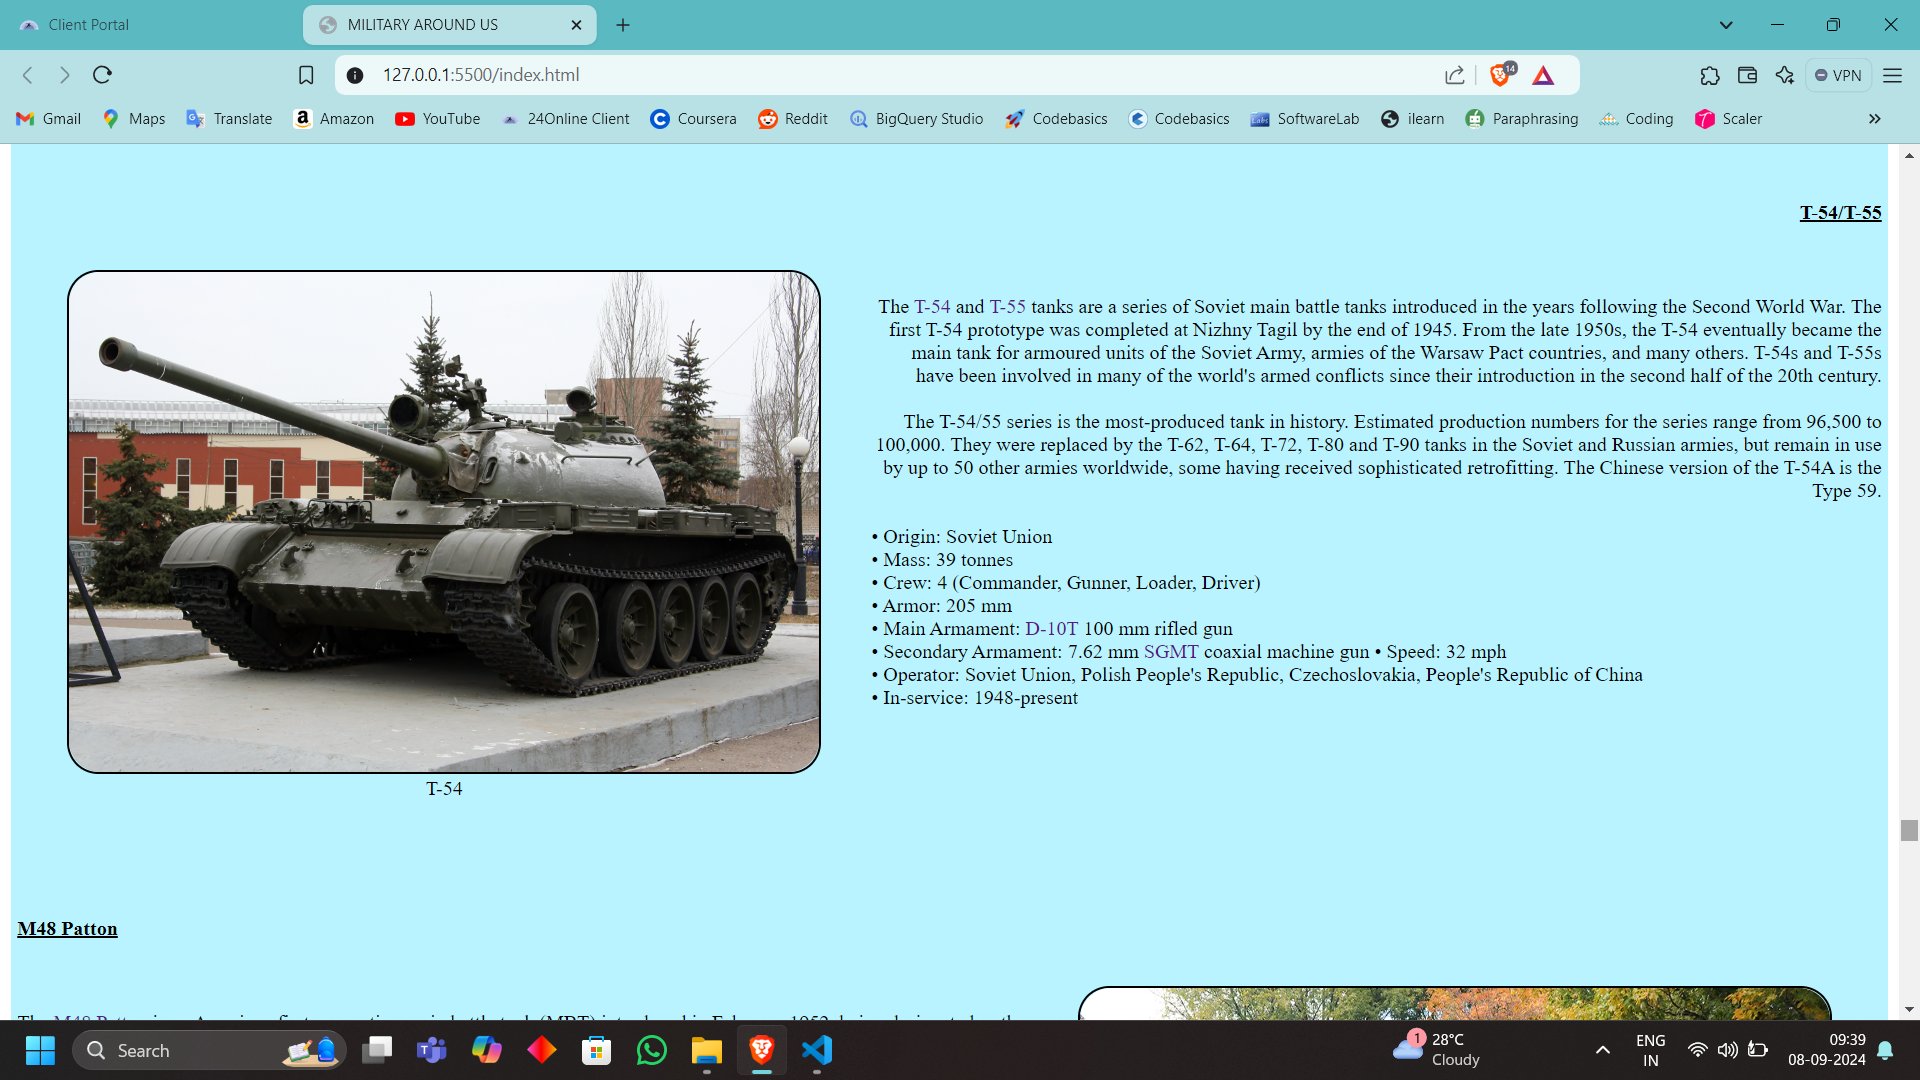 Client Portal
MILITARY AROUND US
127.0.0.1:5500/index.html
14
VPN
Gmail
Maps
Translate
Amazon
YouTube
24Online Client
Coursera
Reddit
BigQuery Studio
Codebasics
Codebasics
SoftwareLab
ilearn
Paraphrasing
Coding
Scaler
T-54/T-55
The T-54 and T-55 tanks are a series of Soviet main battle tanks introduced in the years following the Second World War. The
first T-54 prototype was completed at Nizhny Tagil by the end of 1945. From the late 1950s, the T-54 eventually became the
main tank for armoured units of the Soviet Army, armies of the Warsaw Pact countries, and many others. T-54s and T-55s
have been involved in many of the world's armed conflicts since their introduction in the second half of the 20th century.
The T-54/55 series is the most-produced tank in history. Estimated production numbers for the series range from 96,500 to
100,000. They were replaced by the T-62, T-64, T-72, T-80 and T-90 tanks in the Soviet and Russian armies, but remain in use
by up to 50 other armies worldwide, some having received sophisticated retrofitting. The Chinese version of the T-54A is the
Type 59.
• Origin: Soviet Union
• Mass: 39 tonnes
• Crew: 4 (Commander, Gunner, Loader, Driver)
• Armor: 205 mm
• Main Armament: D-10T 100 mm rifled gun
• Secondary Armament: 7.62 mm SGMT coaxial machine gun • Speed: 32 mph
• Operator: Soviet Union, Polish People's Republic, Czechoslovakia, People's Republic of China
• In-service: 1948-present
T-54
M48 Patton
Search
1
28°C
Cloudy
ENG
IN
09:39
08-09-2024